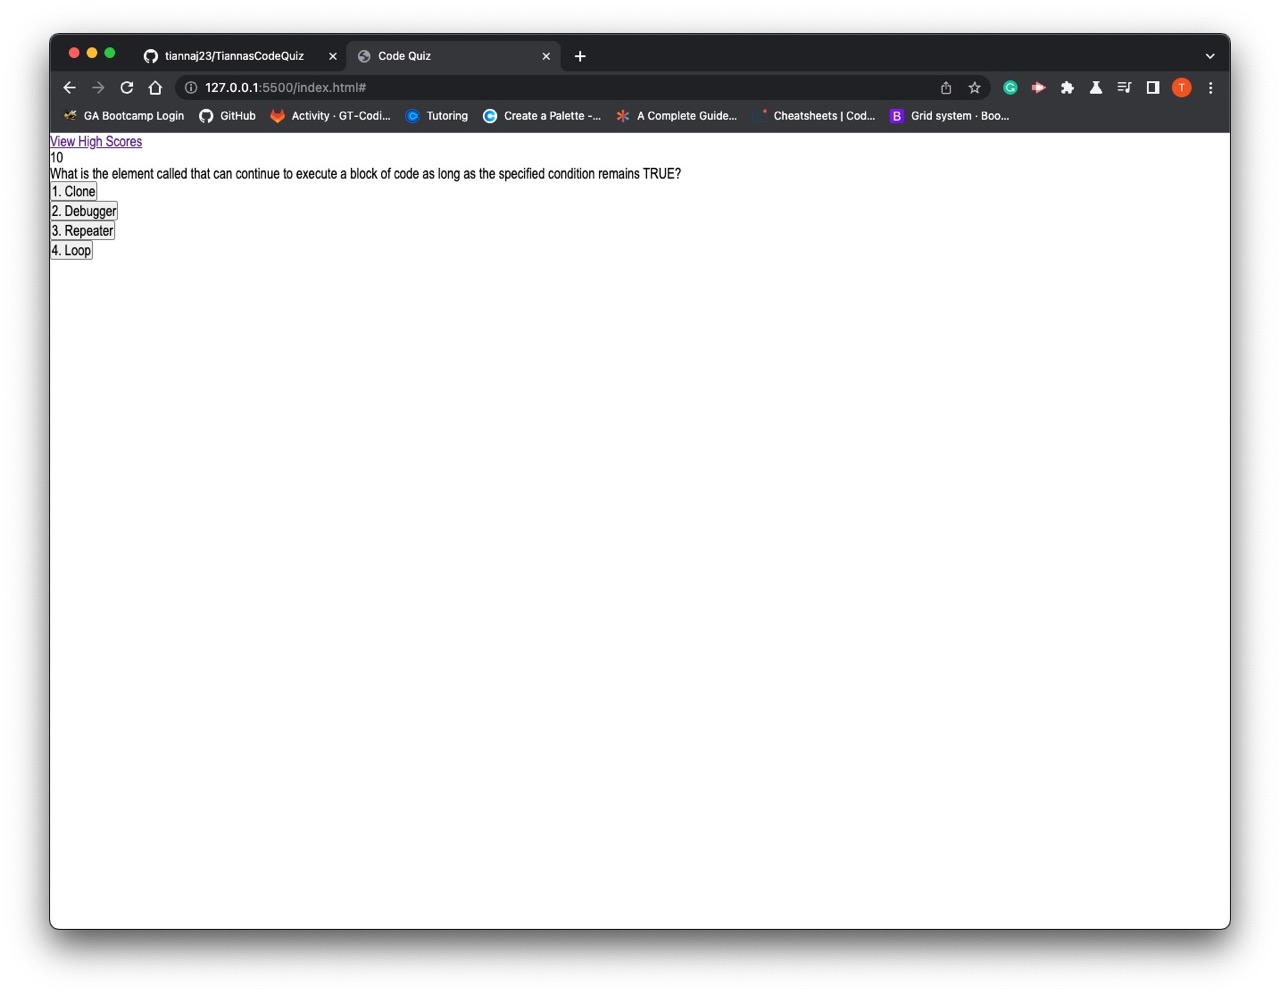 tiannaj23/TiannasCodeQuiz
Code Quiz
127.0.0.1:5500/index.html#
T
GA Bootcamp Login
GitHub
Activity · GT-Codi...
Tutoring
Create a Palette -...
A Complete Guide...
Cheatsheets | Cod...
B
Grid system · Boo...
View High Scores
10
What is the element called that can continue to execute a block of code as long as the specified condition remains TRUE?
1. Clone
2. Debugger
3. Repeater
4. Loop